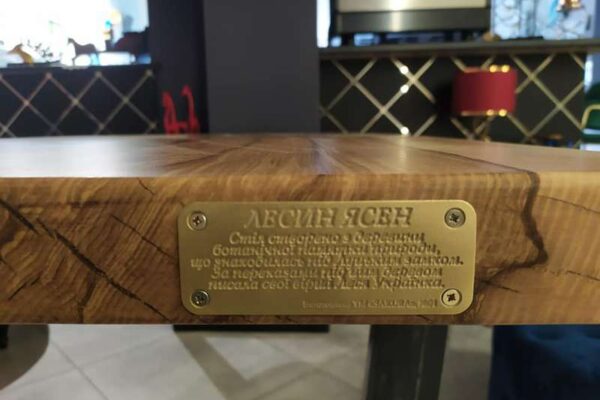 ЛЕСИН ЯСЕН
Стіл створено з деревини
ботанічної пам'ятки природи,
що знаходилась під Луцьким замком.
За переказами під цим деревом
писала свої вірші Леся Українка.